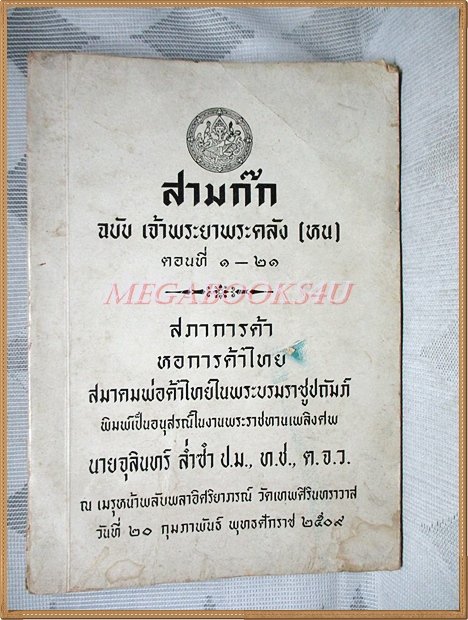 สามก๊ก
ฉบับ เจ้าพระยาพระคลัง (หน)
ตอนที่ ๑ — ๒๑
MEGABOOKS4U
สภาการค้า
หอการค้าไทย
สมาคมพ่อค้าไทยในพระบรมราชูปถัมภ์
พิมพ์เป็นอนุสรณ์ในงานพระราชทานเพลิงศพ
นายจุลินทร์ ล่ำซำ ป.ม., ท.ช., ต.จ.ว.
ณ เมรุหน้าพลับพลาอิศริยาภรณ์ วัดเทพศิรินทราวาส
วันที่ ๒๐ กุมภาพันธ์ พุทธศักราช ๒๕๐๙